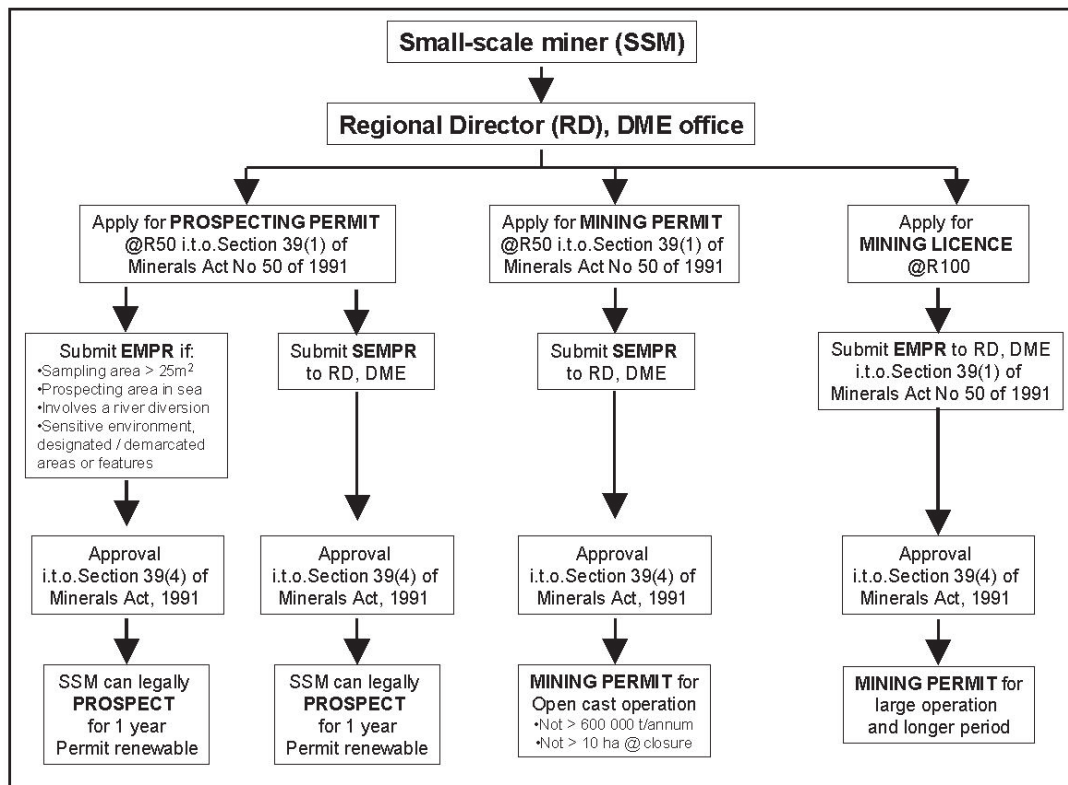 Small-scale miner (SSM)
Regional Director (RD), DME office
Apply for PROSPECTING PERMIT
@R50 i.t.o.Section 39(1) of
Minerals Act No 50 of 1991
Apply for MINING PERMIT
@R50 i.t.o.Section 39(1) of
Minerals Act No 50 of 1991
Apply for
MINING LICENCE
@R100
Submit EMPR if:
•Sampling area > 25m²
•Prospecting area in sea
•Involves a river diversion
•Sensitive environment,
designated / demarcated
areas or features
Submit SEMPR
to RD, DME
Submit SEMPR
to RD, DME
Submit EMPR to RD, DME
i.t.o.Section 39(1) of
Minerals Act No 50 of 1991
Approval
i.t.o.Section 39(4) of
Minerals Act, 1991
Approval
i.t.o.Section 39(4) of
Minerals Act, 1991
Approval
i.t.o.Section 39(4) of
Minerals Act, 1991
Approval
i.t.o.Section 39(4) of
Minerals Act, 1991
SSM can legally
PROSPECT
for 1 year
Permit renewable
SSM can legally
PROSPECT
for 1 year
Permit renewable
MINING PERMIT for
Open cast operation
•Not > 600 000 t/annum
•Not > 10 ha @ closure
MINING PERMIT for
large operation
and longer period